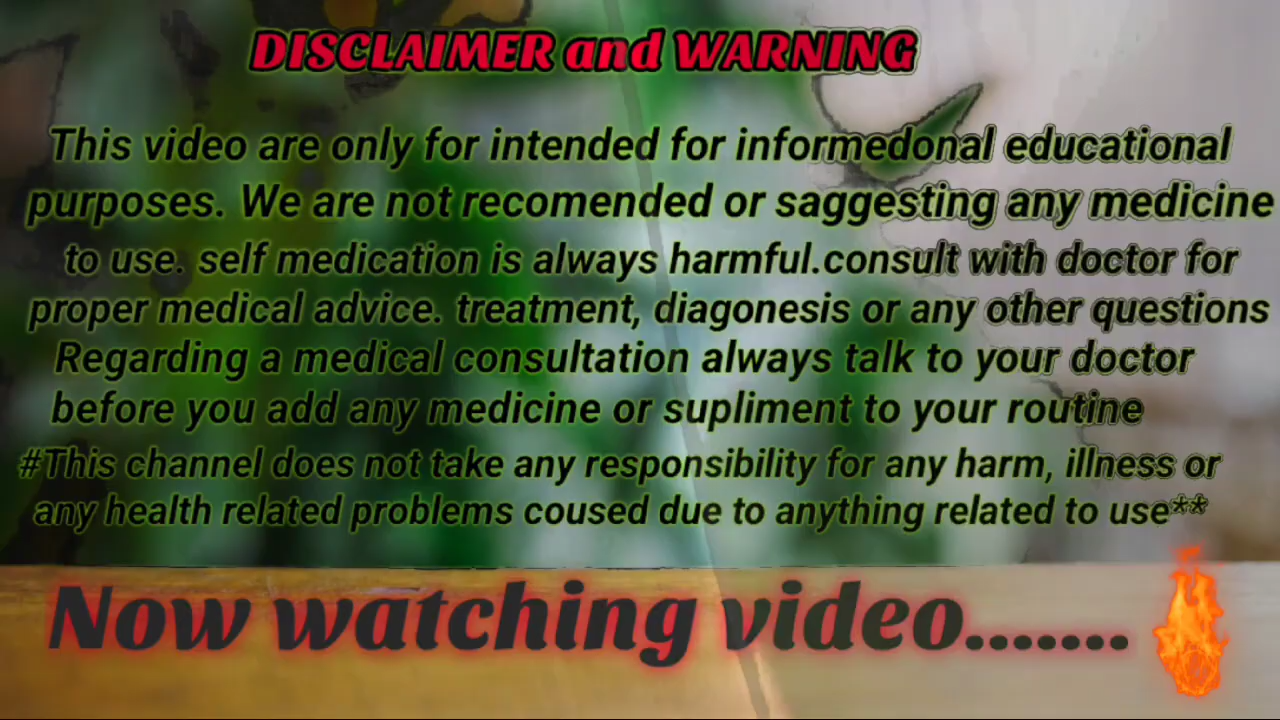 DISCLAIMER and WARNING
This video are only for intended for informedonal educational
purposes. We are not recomended or saggesting any medicine
to use. self medication is always harmful.consult with doctor for
proper medical advice. treatment, diagonesis or any other questions
Regarding a medical consultation always talk to your doctor
before you add any medicine or supliment to your routine
#This channel does not take any responsibility for any harm, illness or
any health related problems coused due to anything related to use**
Now watching video.......